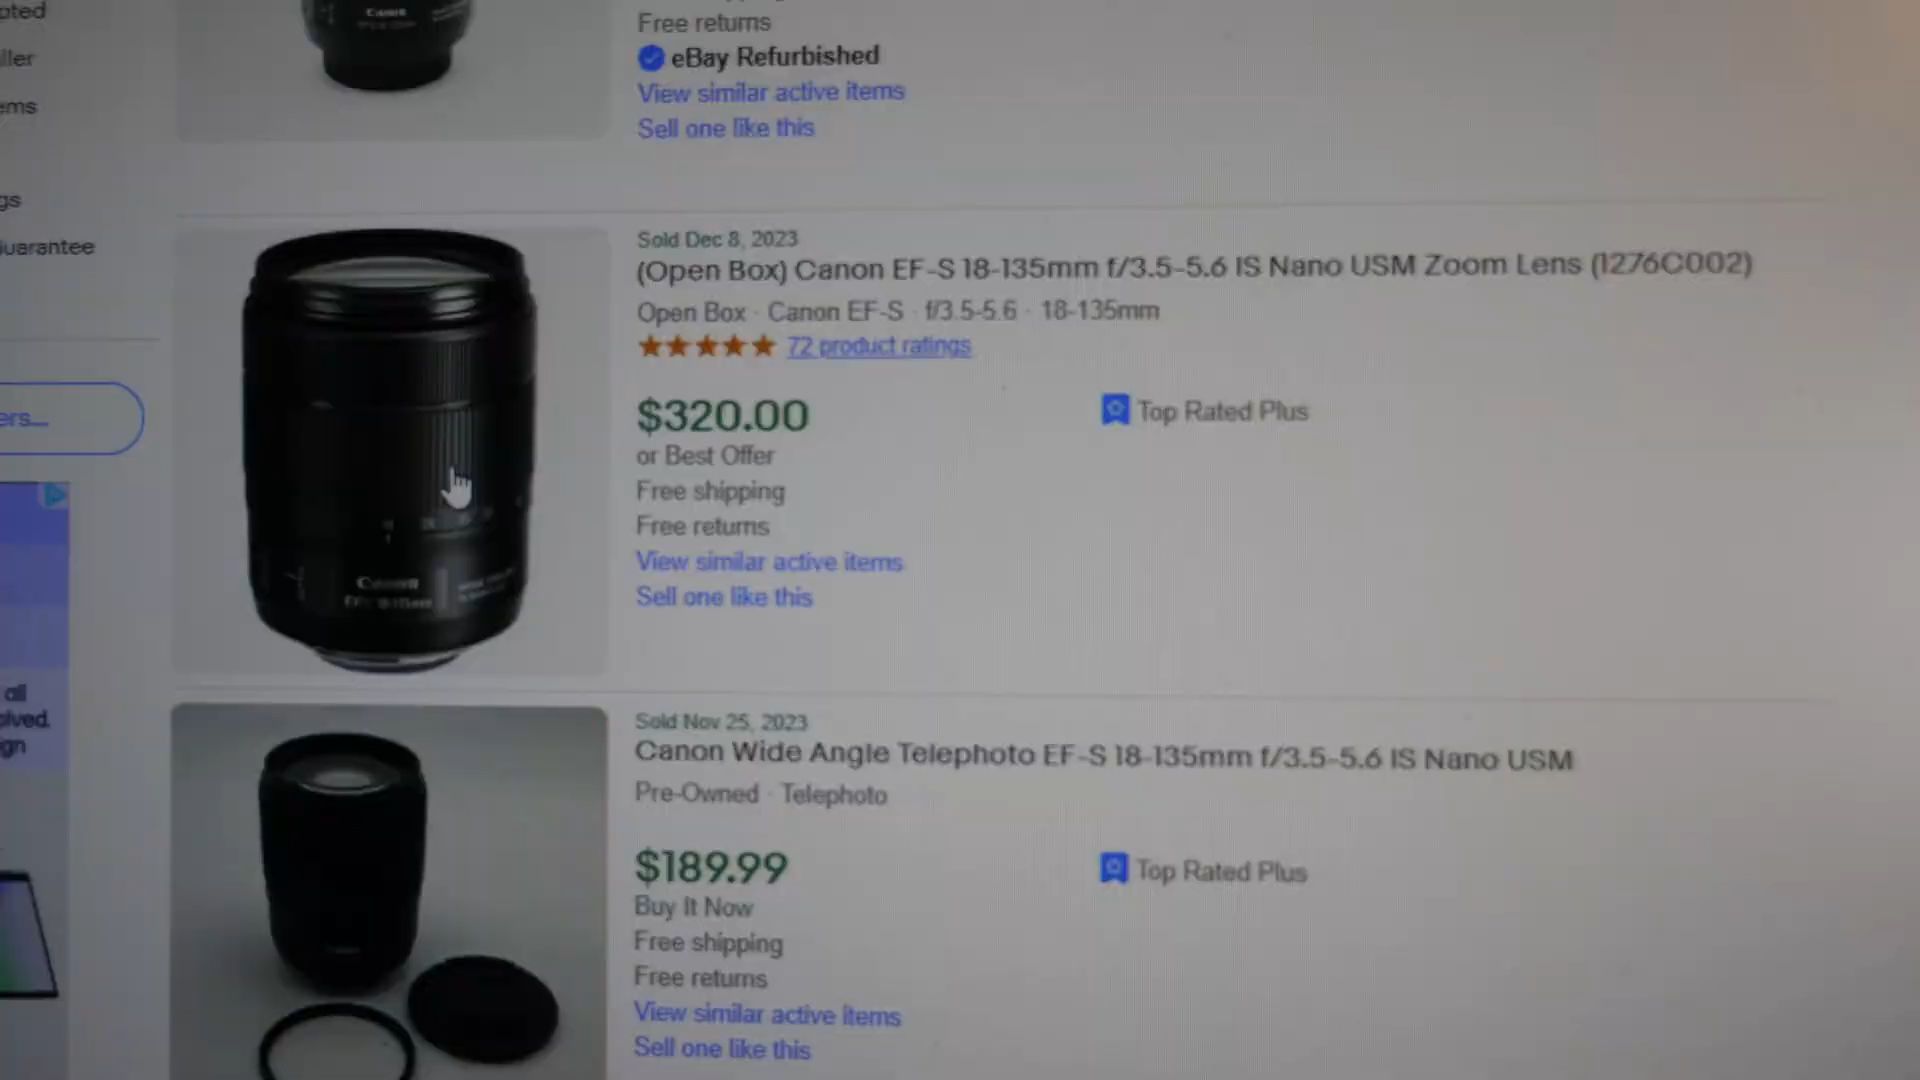 Free returns
eBay Refurbished
View similar active items
Sell one like this
gs
Sold Dec 8, 2023
(Open Box) Canon EF-S 18-135mm f/3.5-5.6 IS Nano USM Zoom Lens (1276C002)
Open Box · Canon EF-S · f/3.5-5.6 · 18-135mm
72 product ratings
$320.00
Top Rated Plus
or Best Offer
Free shipping
Free returns
View similar active items
Sell one like this
Canon
all
Sold Nov 25, 2023
Canon Wide Angle Telephoto EF-S 18-135mm f/3.5-5.6 IS Nano USM
Pre-Owned · Telephoto
$189.99
Top Rated Plus
Buy It Now
Free shipping
Free returns
View similar active items
Sell one like this